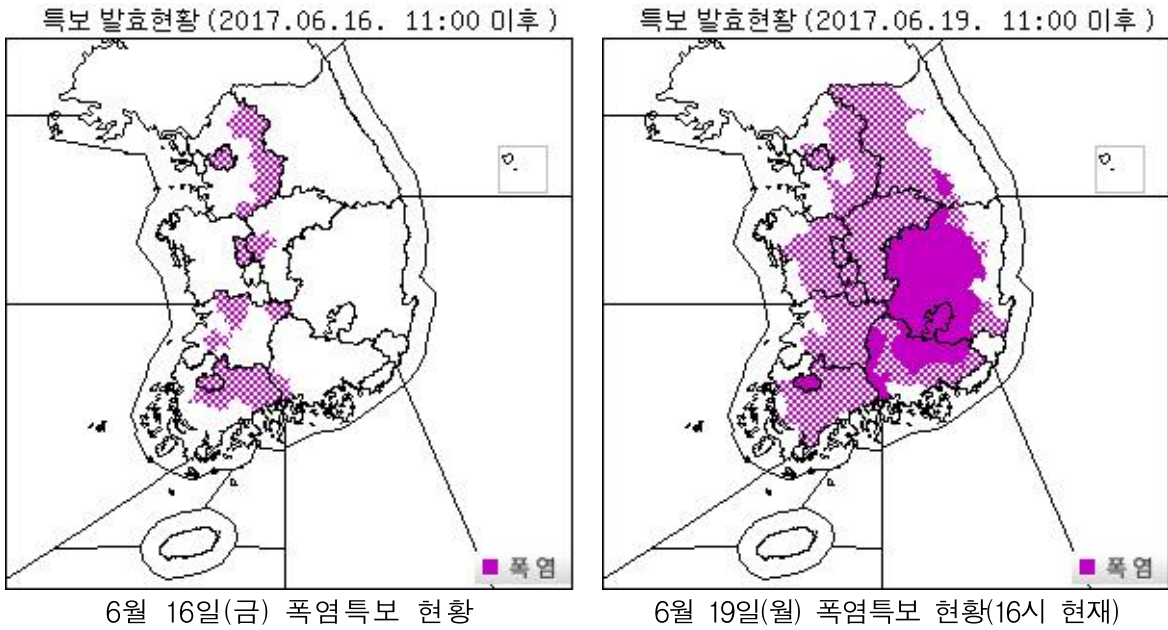 특보 발효현황 (2017.06.16. 11:00 이후 )
폭염
6월 16일(금) 폭염특보 현황
특보 발효현황 (2017.06.19. 11:00 이후 )
폭염
6월 19일(월) 폭염특보 현황(16시 현재)